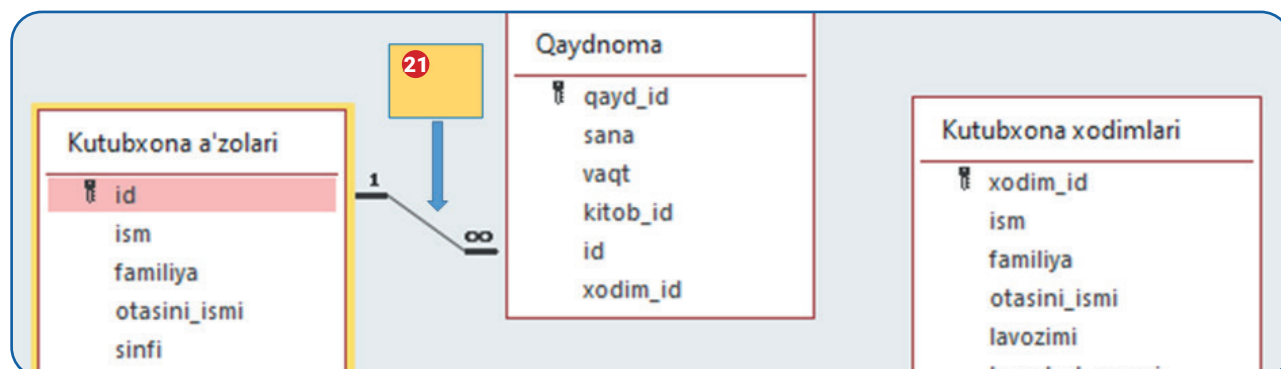 21
Kutubxona a'zolari
id
ism
familiya
otasini_ismi
sinfi
1
∞
Qaydnoma
qayd_id
sana
vaqt
kitob_id
id
xodim_id
Kutubxona xodimlari
xodim_id
ism
familiya
otasini_ismi
lavozimi